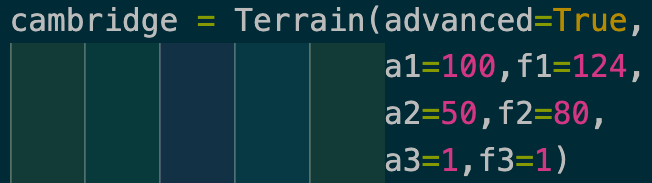 cambridge = Terrain(advanced=True,
a1=100,f1=124,
a2=50,f2=80,
a3=1,f3=1)